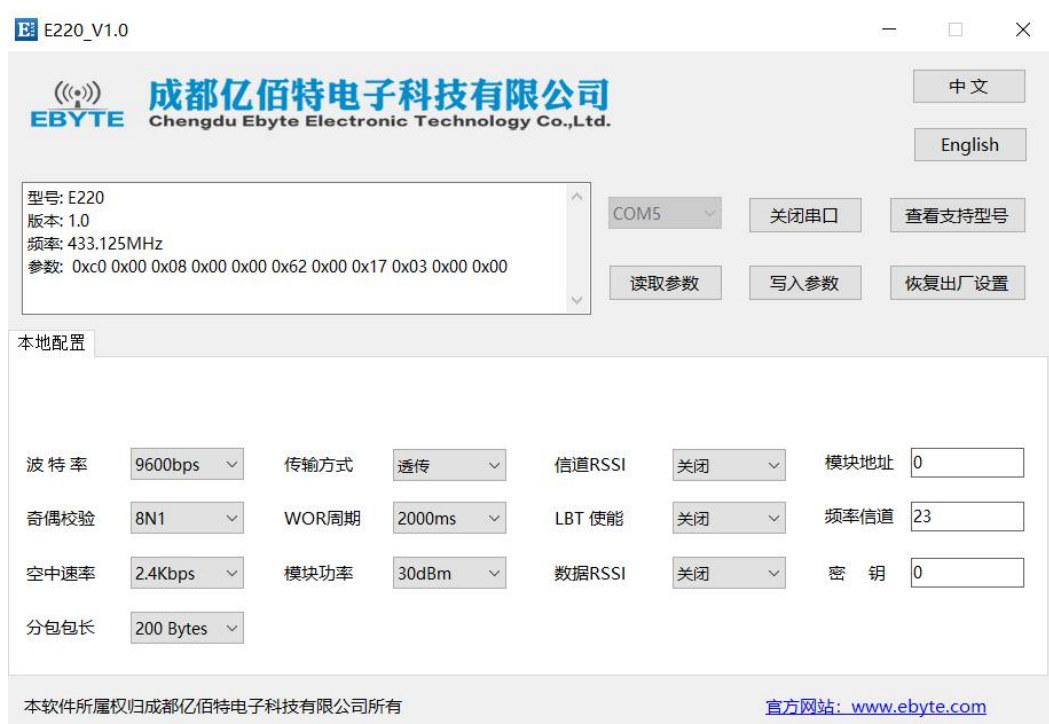 E220_V1.0
EBYTE
成都亿佰特电子科技有限公司
Chengdu Ebyte Electronic Technology Co.,Ltd.
中文
English
型号: E220
版本: 1.0
频率: 433.125MHz
参数: 0xc0 0x00 0x08 0x00 0x00 0x62 0x00 0x17 0x03 0x00 0x00
COM5
关闭串口
查看支持型号
读取参数
写入参数
恢复出厂设置
本地配置
波特率 9600bps 传输方式 透传 信道RSSI 关闭 模块地址 0
奇偶校验 8N1 WOR周期 2000ms LBT 使能 关闭 频率信道 23
空中速率 2.4Kbps 模块功率 30dBm 数据RSSI 关闭 密 钥 0
分包包长 200 Bytes
本软件所属权归成都亿佰特电子科技有限公司所有 官方网站：www.ebyte.com